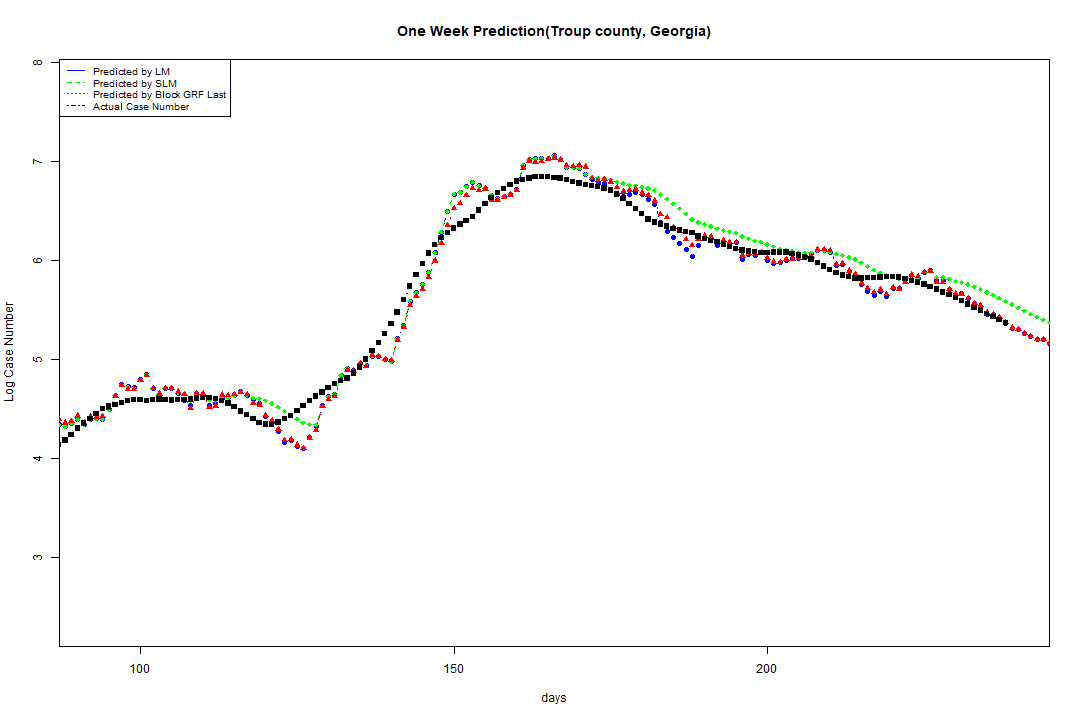 One Week Prediction(Troup county, Georgia)
Predicted by LM
Predicted by SLM
Predicted by Block GRF Last
Actual Case Number
8
7
6
5
4
3
Log Case Number
100
150
200
days